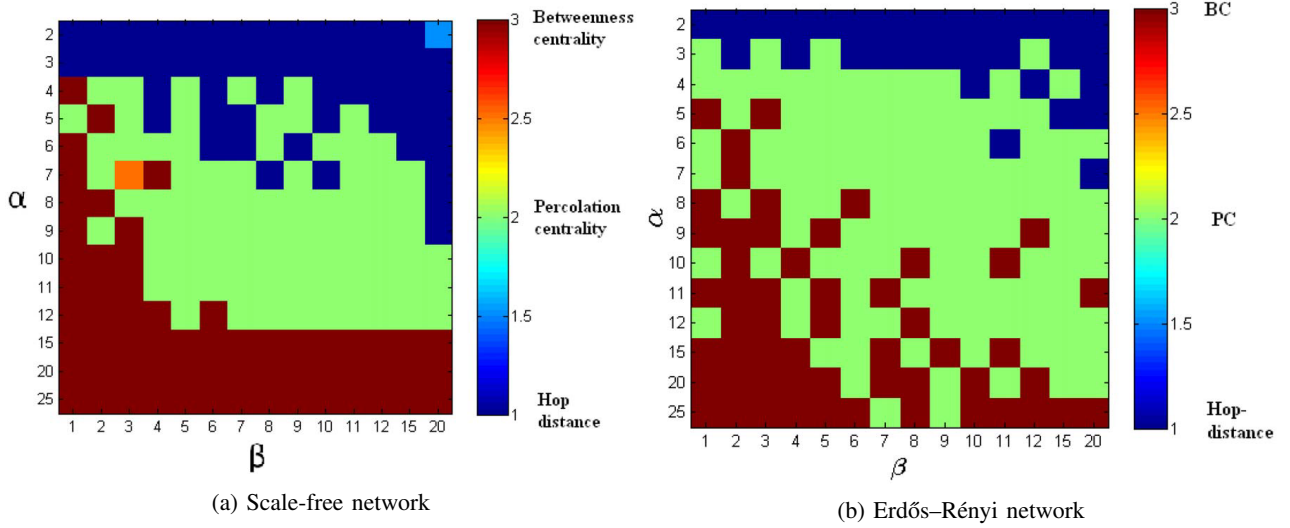 2
3
4
5
6
7
8
9
10
11
12
15
20
25
α
1 2 3 4 5 6 7 8 9 10 11 12 15 20
β
3
2.5
2
1.5
1
Betweenness
centrality
Percolation
centrality
Hop
distance
(a) Scale-free network
2
3
4
5
6
7
8
9
10
11
12
15
20
25
α
1 2 3 4 5 6 7 8 9 10 11 12 15 20
β
3
2.5
2
1.5
1
BC
PC
Hop-
distance
(b) Erdős–Rényi network